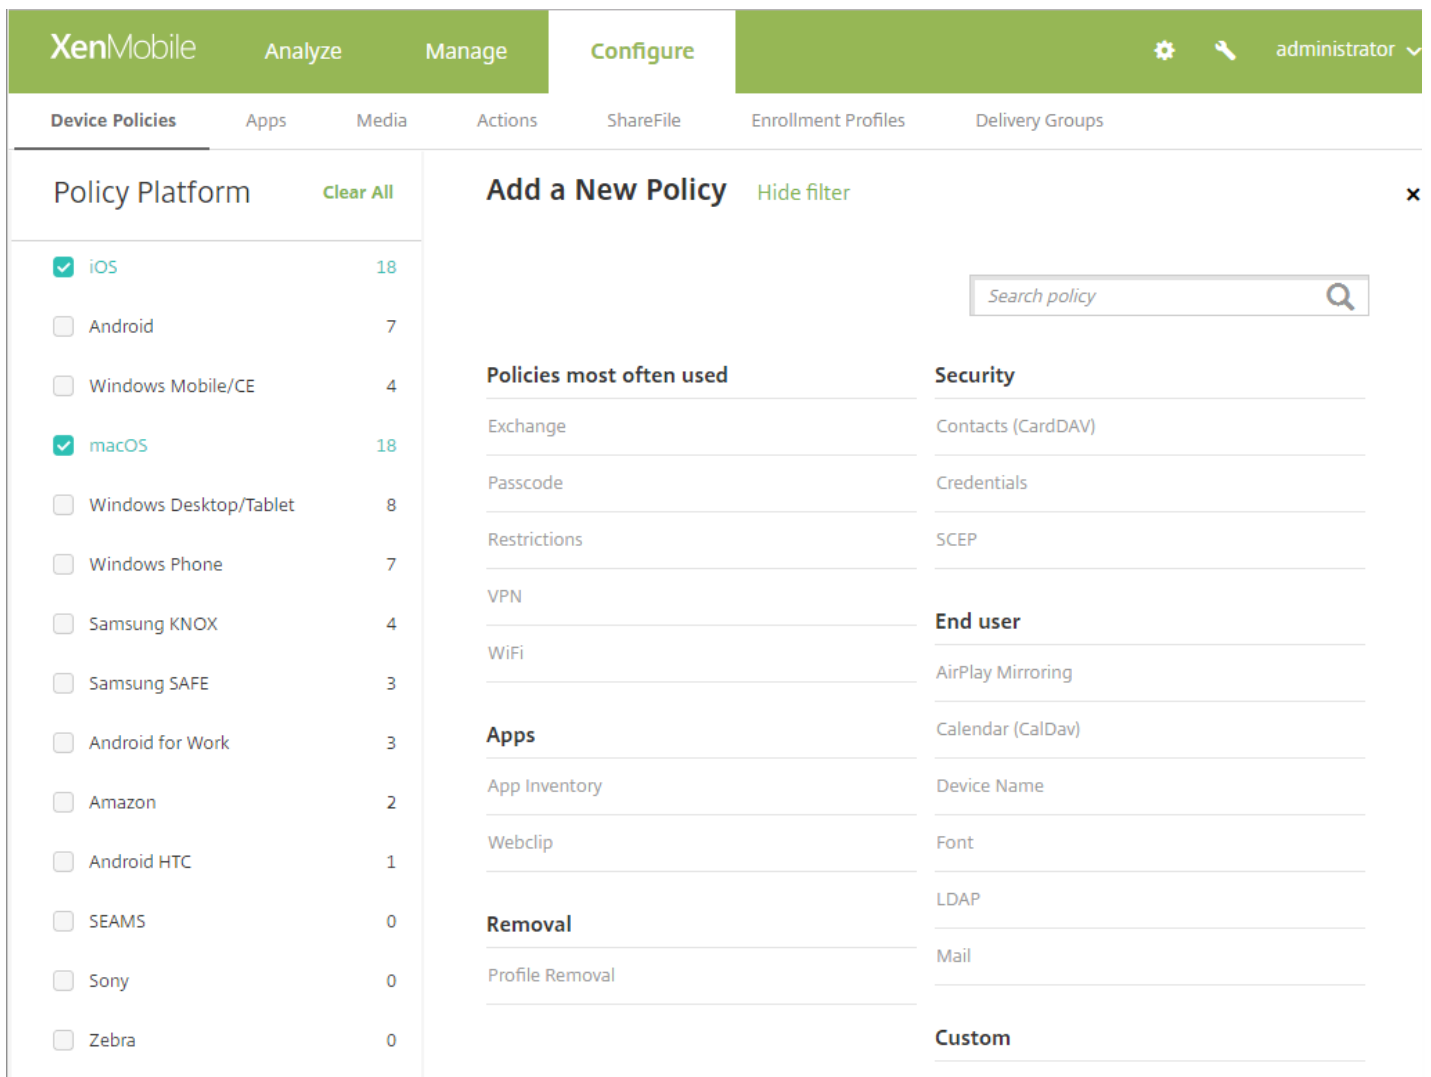 XenMobile Analyze Manage Configure administrator
Device Policies Apps Media Actions ShareFile Enrollment Profiles Delivery Groups
Policy Platform Clear All
iOS 18
Android 7
Windows Mobile/CE 4
macOS 18
Windows Desktop/Tablet 8
Windows Phone 7
Samsung KNOX 4
Samsung SAFE 3
Android for Work 3
Amazon 2
Android HTC 1
SEAMS 0
Sony 0
Zebra 0
Add a New Policy Hide filter
Search policy
Policies most often used
Exchange
Passcode
Restrictions
VPN
WiFi
Apps
App Inventory
Webclip
Removal
Profile Removal
Security
Contacts (CardDAV)
Credentials
SCEP
End user
AirPlay Mirroring
Calendar (CalDav)
Device Name
Font
LDAP
Mail
Custom